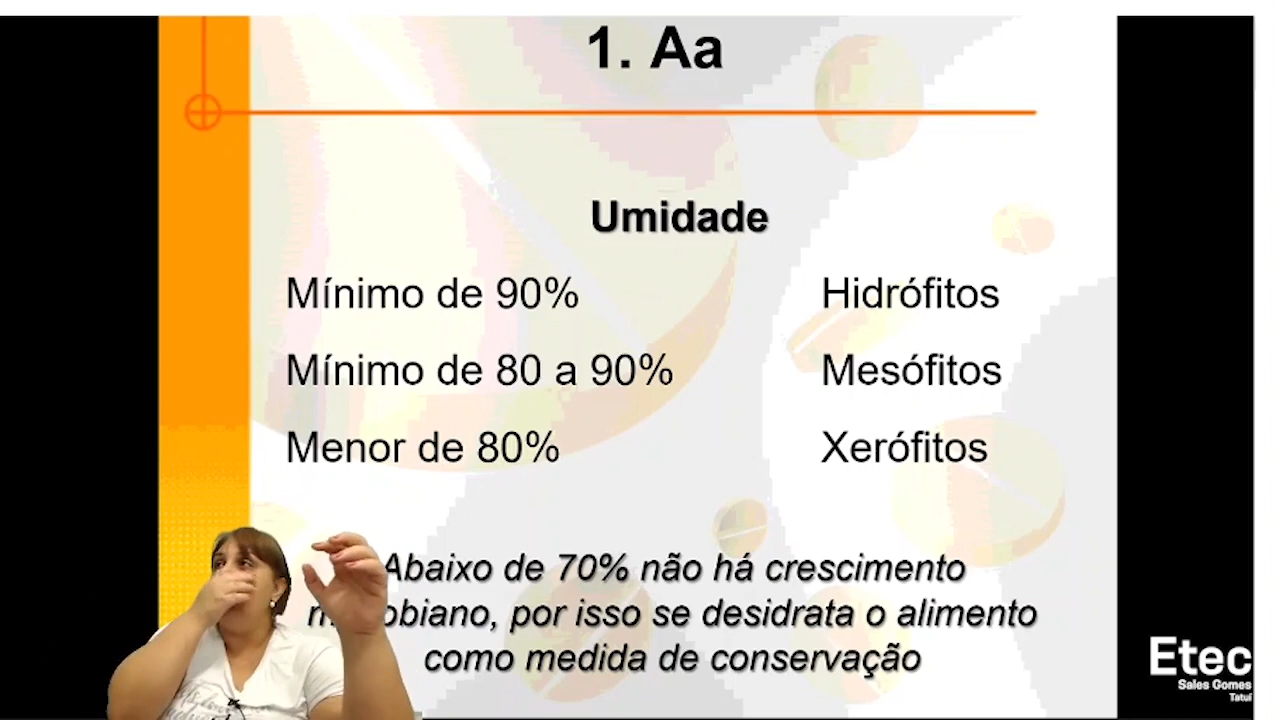 1. Aa
Umidade
Mínimo de 90% Hidrófitos
Mínimo de 80 a 90% Mesófitos
Menor de 80% Xerófitos
Abaixo de 70% não há crescimento
por isso se desidrata o alimento
como medida de conservação
Etec
Sales Gomes
Tatuí